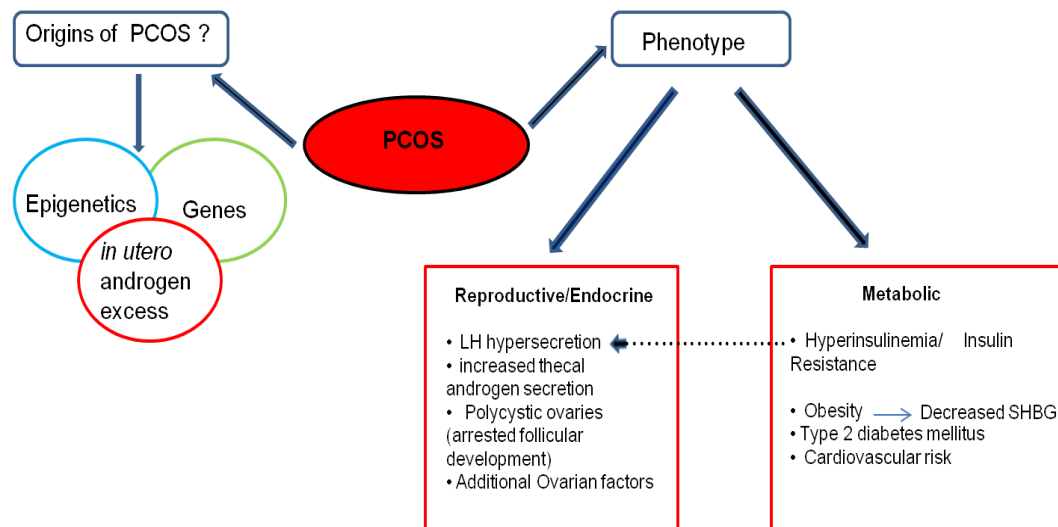 Origins of PCOS ?
Phenotype
PCOS
Epigenetics
Genes
in utero
androgen
excess
Reproductive/Endocrine
• LH hypersecretion
• increased thecal
androgen secretion
• Polycystic ovaries
(arrested follicular
development)
• Additional Ovarian factors
Metabolic
• Hyperinsulinemia/ Insulin
Resistance
• Obesity → Decreased SHBG
• Type 2 diabetes mellitus
• Cardiovascular risk